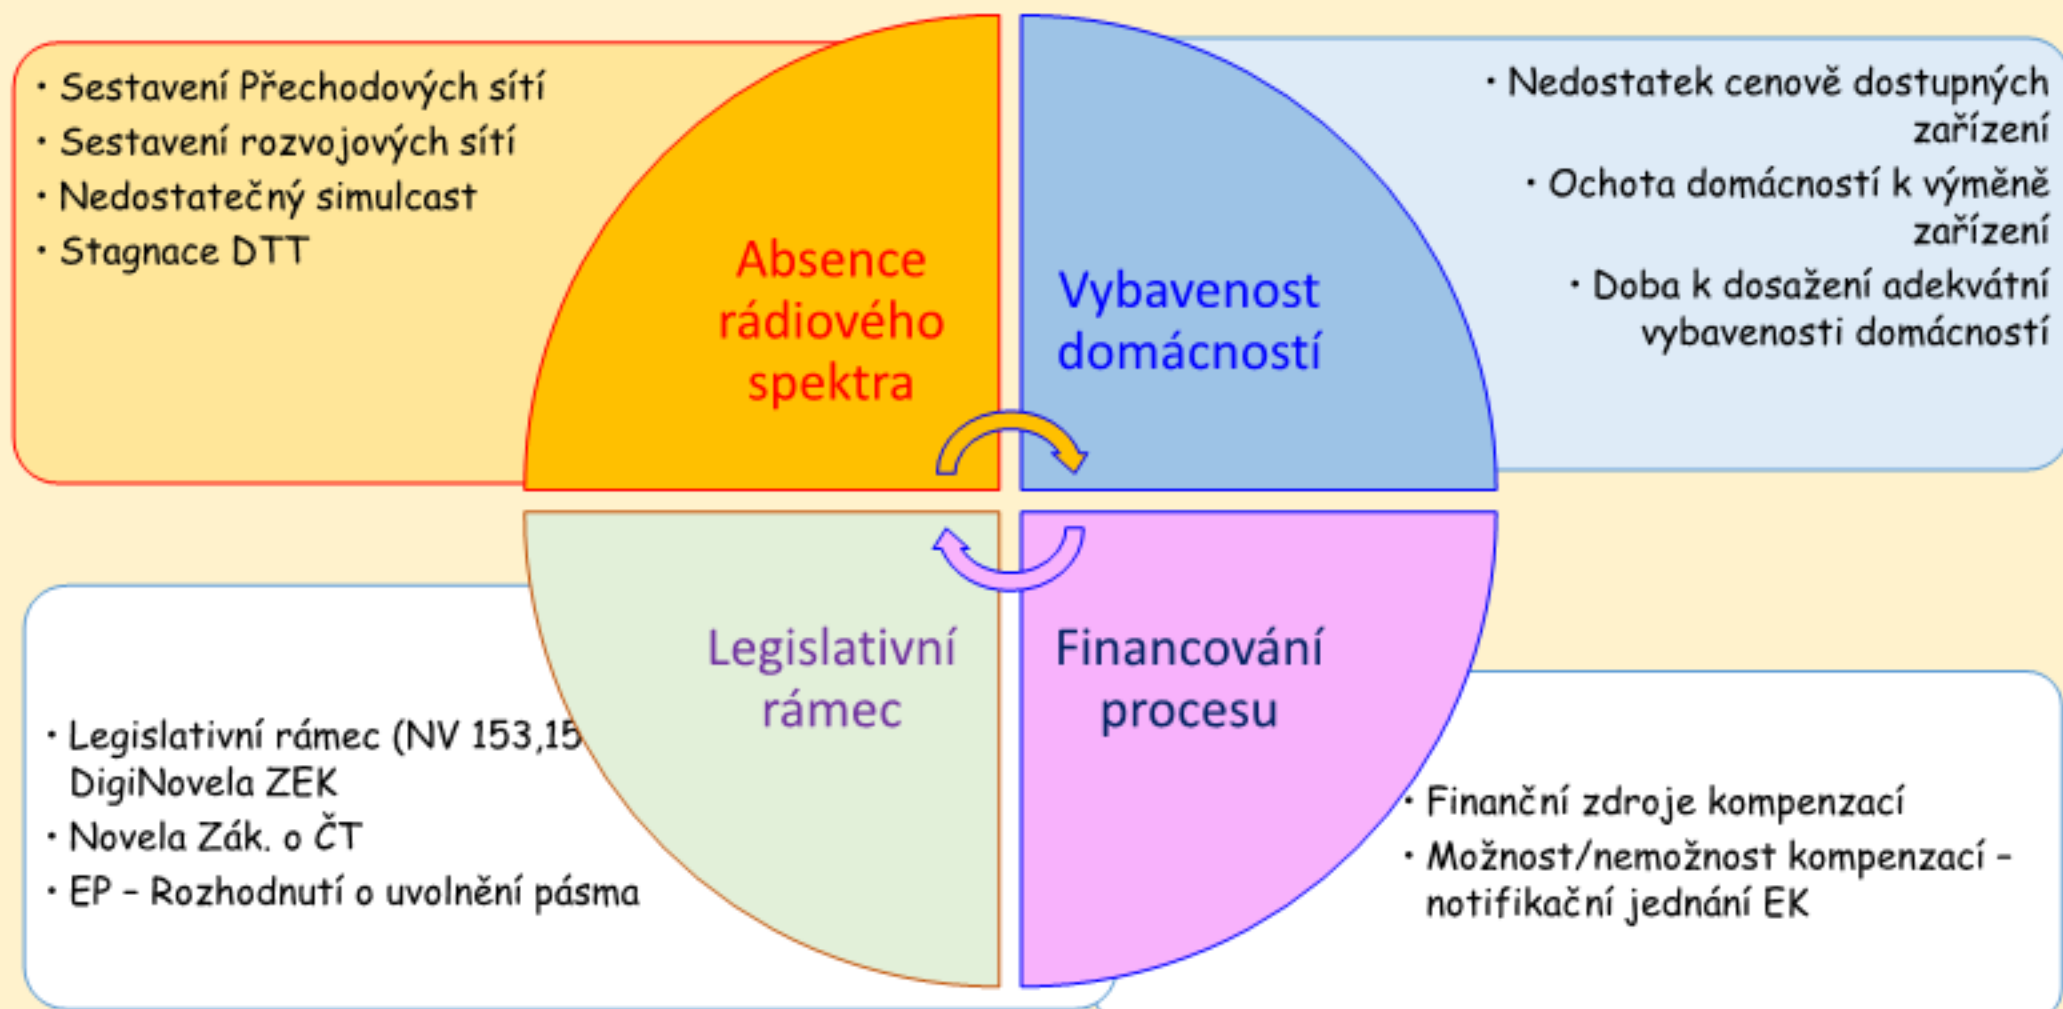 • Sestavení Přechodových sítí
• Sestavení rozvojových sítí
• Nedostatečný simulcast
• Stagnace DTT
Absence
rádiového
spektra
Vybavenost
domácností
• Nedostatek cenově dostupných
zařízení
• Ochota domácností k výměně
zařízení
• Doba k dosažení adekvátní
vybavenosti domácností
• Legislativní rámec (NV 153,15
DigiNovela ZEK
• Novela Zák. o ČT
• EP – Rozhodnutí o uvolnění pásma
Legislativní
rámec
Financování
procesu
• Finanční zdroje kompenzací
• Možnost/nemožnost kompenzací –
notifikační jednání EK